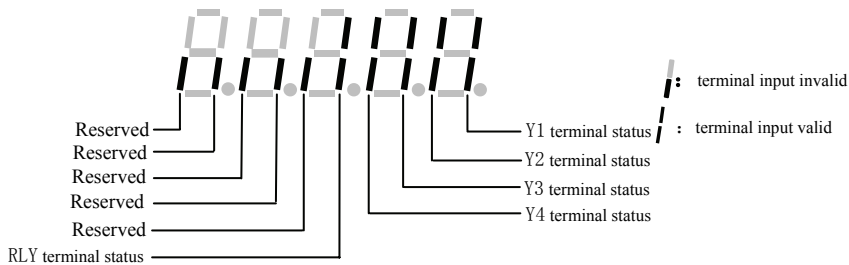 : terminal input invalid
: terminal input valid
Reserved
Reserved
Reserved
Reserved
Reserved
RLY terminal status
Y1 terminal status
Y2 terminal status
Y3 terminal status
Y4 terminal status